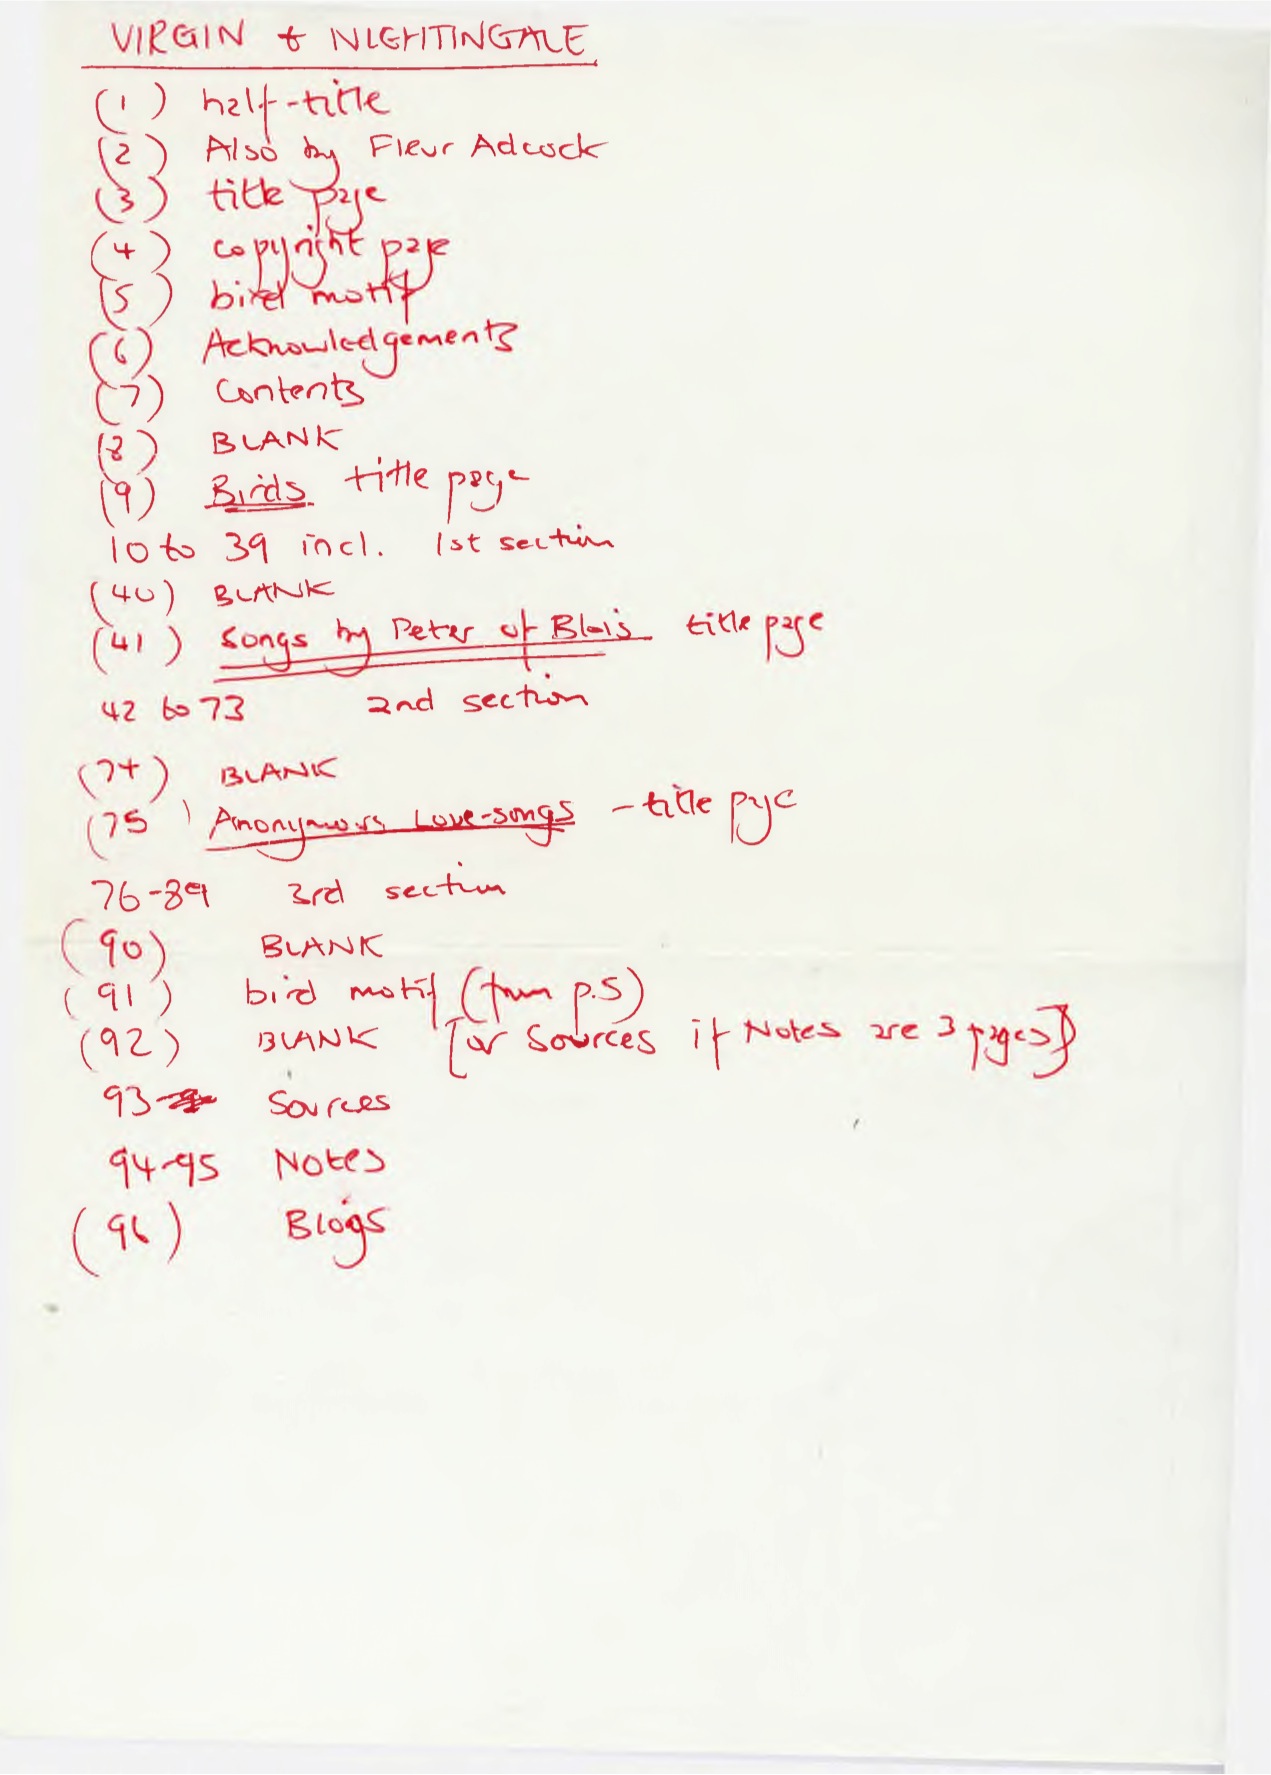 VIRGIN & NIGHTINGALE
(1) half-title
(2) Also by Fleur Adcock
(3) title page
(4) copyright page
(5) bird motif
(6) Acknowledgements
(7) Contents
(8) BLANK
(9) Birds title page
10 to 39 incl. 1st section
(40) BLANK
(41) Songs by Peter of Blois title page
42 to 73 2nd section
(74) BLANK
(75) Anonymous Love-songs - title page
76-89 3rd section
(90) BLANK
(91) bird motif (from p.5)
(92) BLANK [or Sources if Notes are 3 pages]
93 Sources
94-95 Notes
(96) Blogs